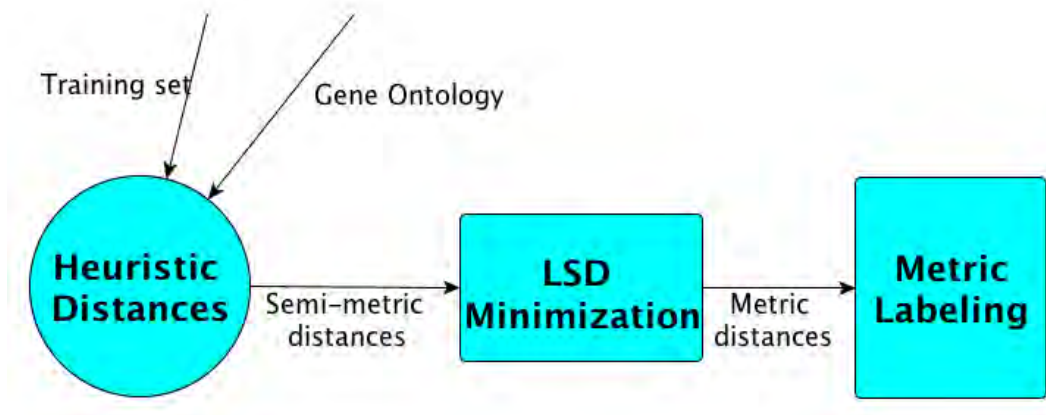 Training set
Gene Ontology
Heuristic
Distances
Semi-metric
distances
LSD
Minimization
Metric
distances
Metric
Labeling